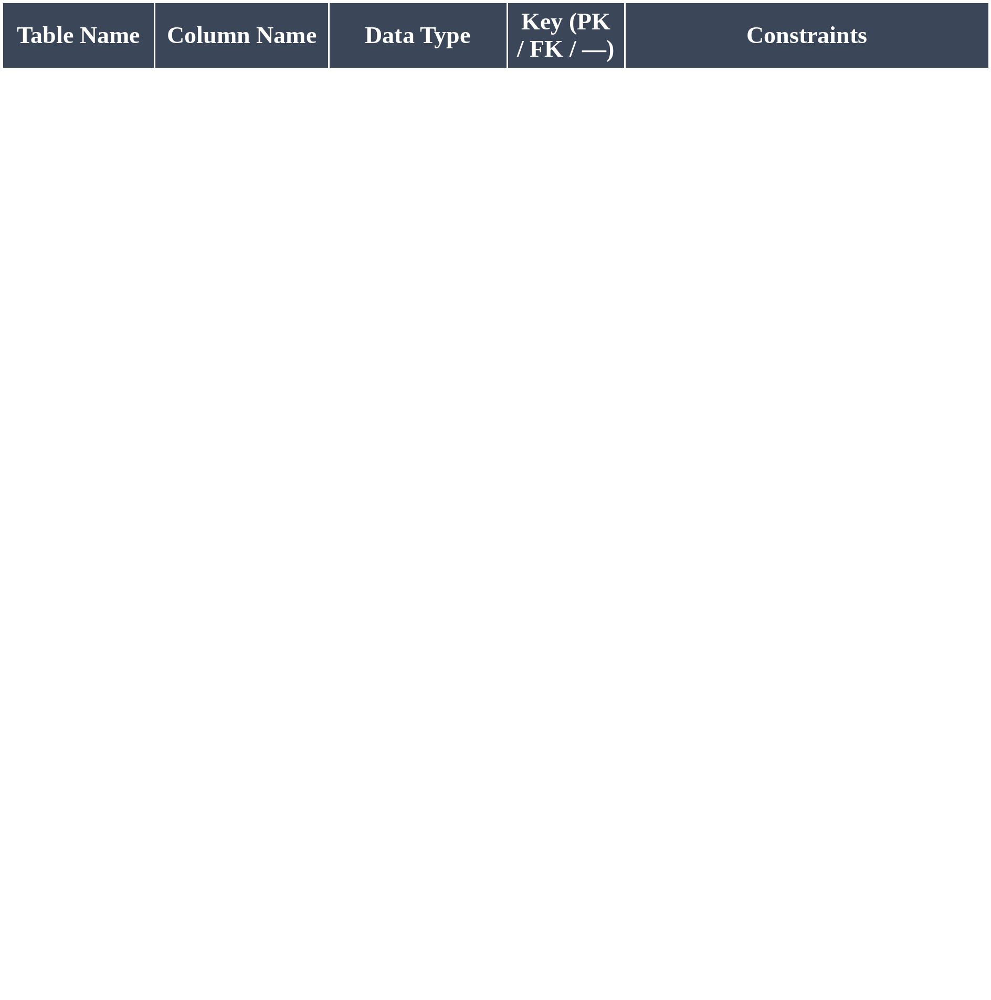 Table Name
Column Name
Data Type
Key (PK
/ FK / —)
Constraints